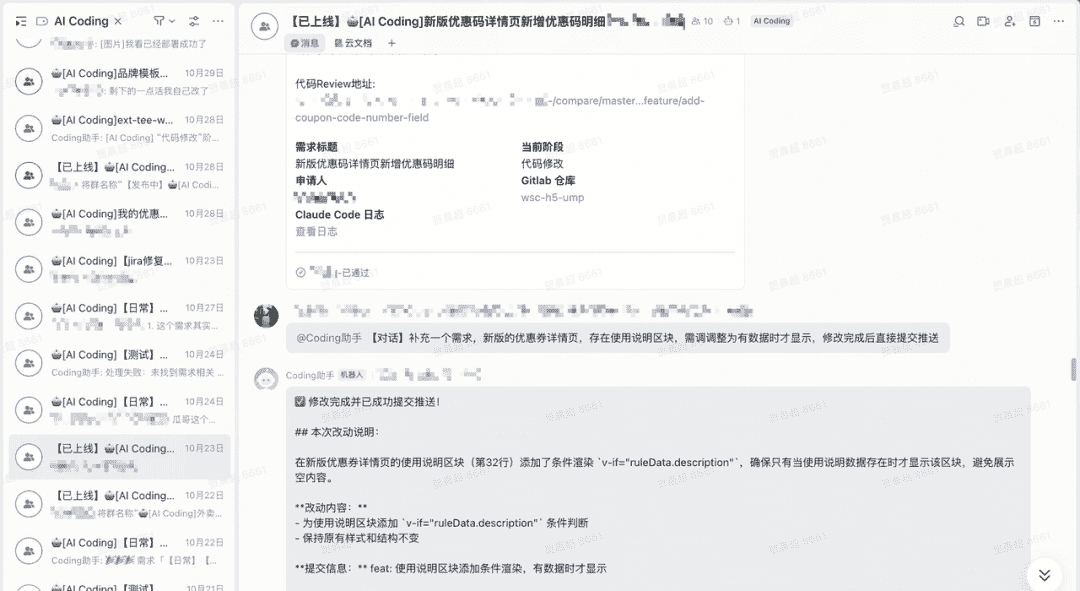 AI Coding
: [图片]我看已经部署成功了
[AI Coding]品牌模板... 10月29日
: 剩下的一点活我自己改了
[AI Coding]ext-tee-w... 10月28日
Coding助手: [AI Coding] “代码修改”阶...
【已上线】[AI Coding... 10月28日
将群名称“【发布中】[AI Codi...
[AI Coding]我的优惠... 10月28日
[AI Coding]【jira修复... 10月23日
[AI Coding]【日常】... 10月27日
1. 这个需求其实...
[AI Coding]【测试】... 10月24日
Coding助手: 处理失败：未找到需求相关...
[AI Coding]【日常】... 10月24日
瓜哥这个...
【已上线】[AI Coding... 10月23日
【已上线】[AI Coding... 10月22日
将群名称“[AI Coding]外卖...
[AI Coding]【日常】... 10月22日
Coding助手: 需求「【日常】【...
[AI Coding]【测试】 10月21日
【已上线】[AI Coding]新版优惠码详情页新增优惠码明细 10 1 AI Coding
消息 云文档 +
代码Review地址:
-/compare/master...feature/add-
coupon-code-number-field
需求标题 当前阶段
新版优惠码详情页新增优惠码明细 代码修改
申请人 Gitlab 仓库
wsc-h5-ump
Claude Code 日志
查看日志
-已通过
@Coding助手 【对话】补充一个需求，新版的优惠券详情页，存在使用说明区块，需调调整为有数据时才显示，修改完成后直接提交推送
Coding助手 机器人
修改完成并已成功提交推送！
## 本次改动说明：
在新版优惠券详情页的使用说明区块（第32行）添加了条件渲染 `v-if="ruleData.description"`，确保只有当使用说明数据存在时才显示该区块，避免展示
空内容。
**改动内容：**
- 为使用说明区块添加 `v-if="ruleData.description"` 条件判断
- 保持原有样式和结构不变
**提交信息：** feat: 使用说明区块添加条件渲染，有数据时才显示